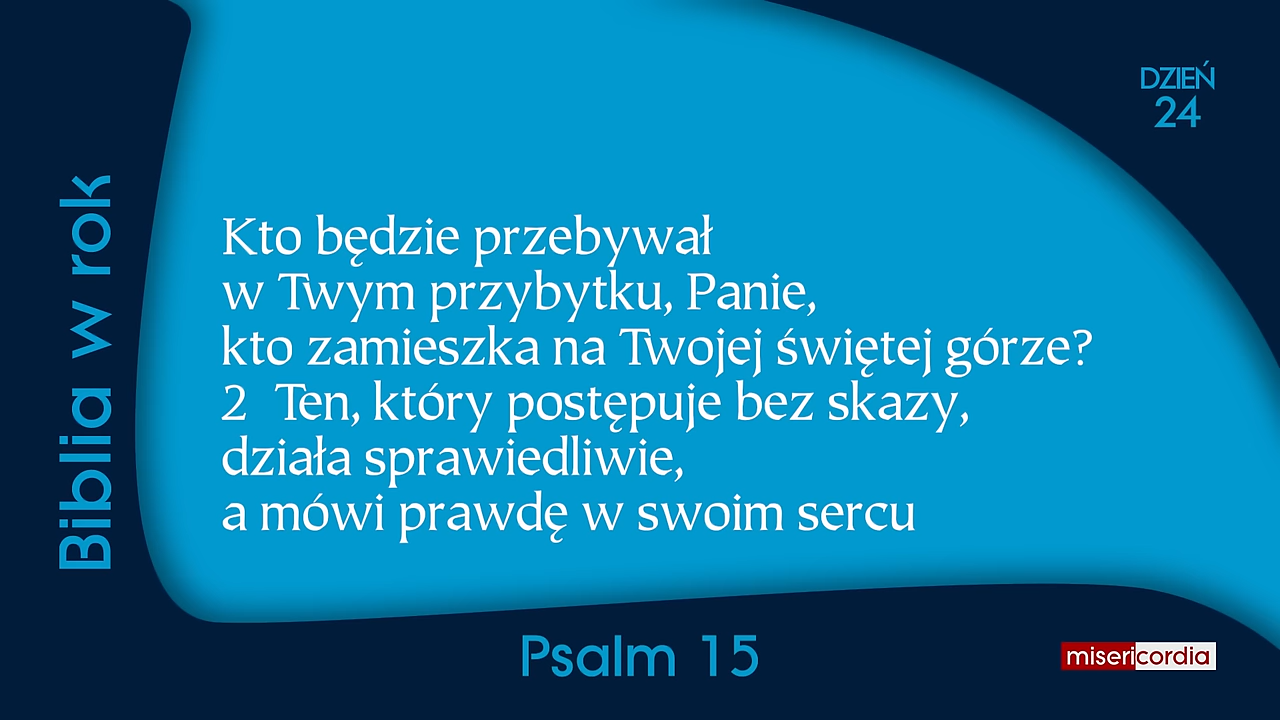 DZIEŃ
24
Biblia w rok
Kto będzie przebywał
w Twym przybytku, Panie,
kto zamieszka na Twojej świętej górze?
2 Ten, który postępuje bez skazy,
działa sprawiedliwie,
a mówi prawdę w swoim sercu
Psalm 15
misericordia